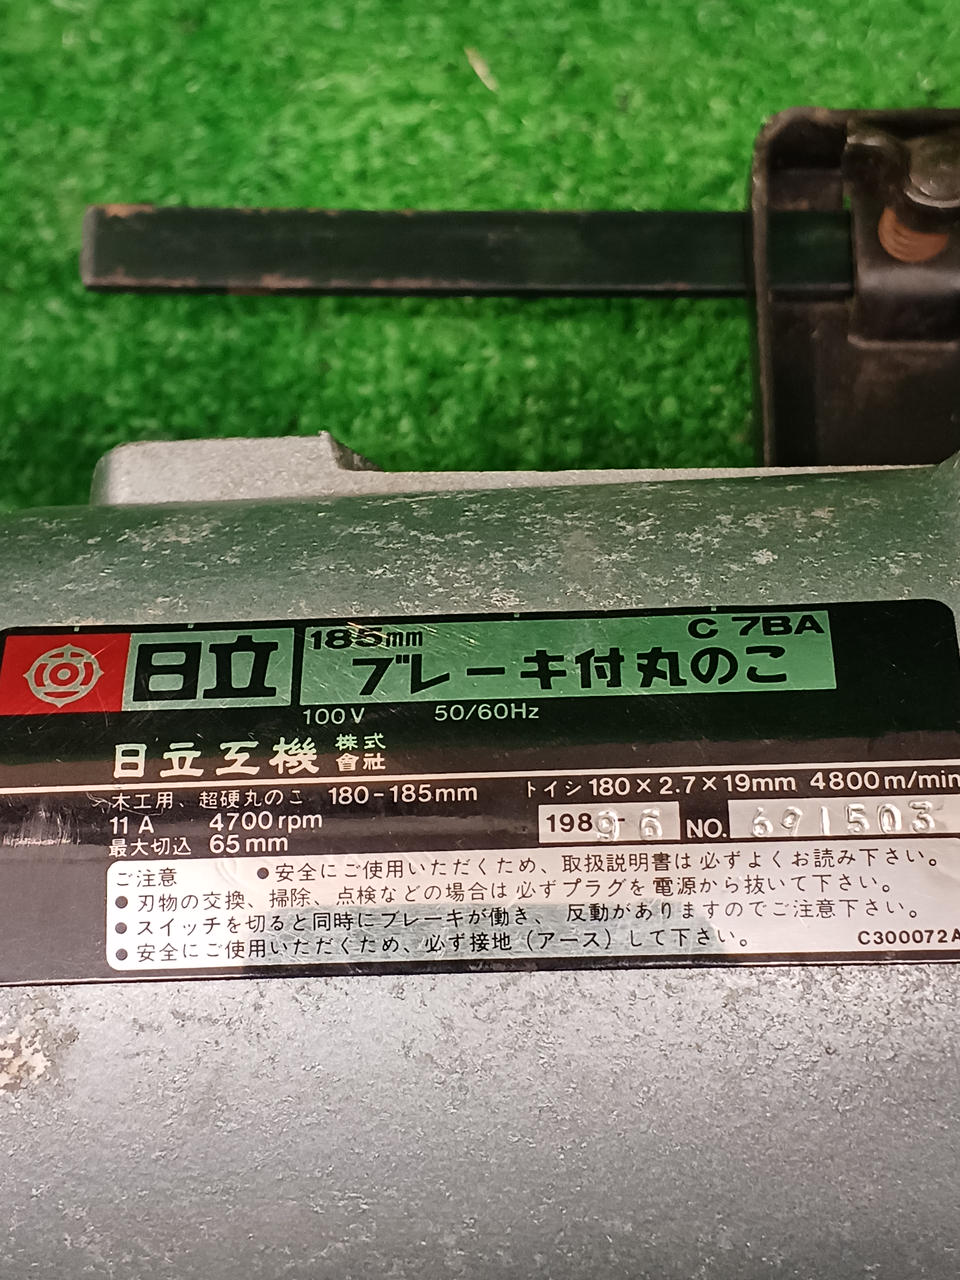 日立
185mm C 7BA
ブレーキ付丸のこ
100V 50/60Hz
日立工機 株式會社
木工用、超硬丸のこ 180-185mm トイシ 180×2.7×19mm 4800m/min
11A 4700rpm
最大切込 65mm
1989-6 NO. 691503
ご注意 ●安全にご使用いただくため、取扱説明書は必ずよくお読み下さい。
●刃物の交換、掃除、点検などの場合は必ずプラグを電源から抜いて下さい。
●スイッチを切ると同時にブレーキが働き、反動がありますのでご注意下さい。
●安全にご使用いただくため、必ず接地(アース)して下さい。
C300072A